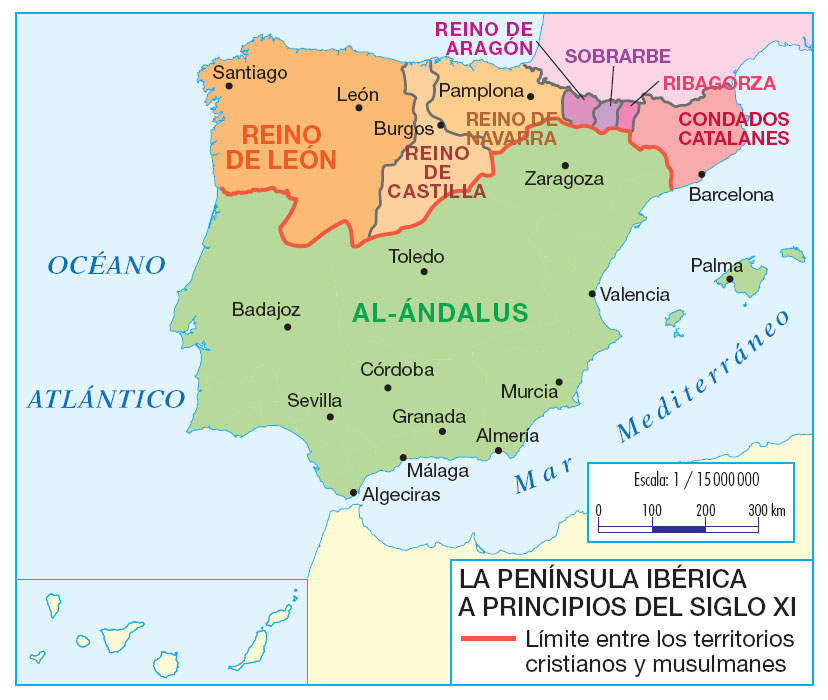 REINO DE
ARAGÓN
SOBRARBE
RIBAGORZA
Santiago
León
Pamplona
Burgos
REINO
DE LEÓN
REINO DE
NAVARRA
CONDADOS
CATALANES
REINO
DE
CASTILLA
Zaragoza
Barcelona
OCÉANO
ATLÁNTICO
Toledo
Palma
Valencia
Badajoz
AL-ÁNDALUS
Córdoba
Murcia
Sevilla
Granada
Almería
Málaga
Algeciras
Mar Mediterráneo
Escala: 1 / 15 000 000
0 100 200 300 km
LA PENÍNSULA IBÉRICA
A PRINCIPIOS DEL SIGLO XI
Límite entre los territorios
cristianos y musulmanes